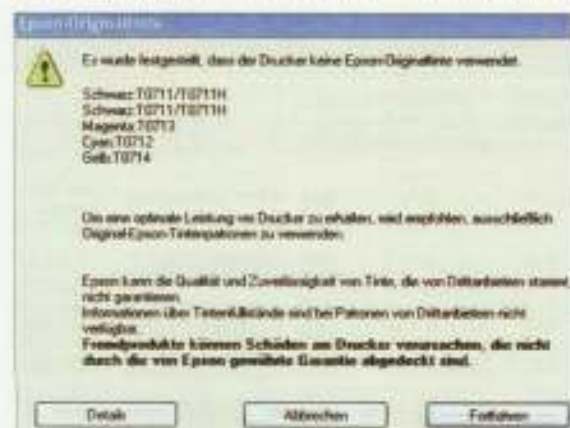 Epson-Originaltinte
Es wurde festgestellt, dass der Drucker keine Epson-Originaltinte verwendet.
Schwarz:T0711/T0711H
Schwarz:T0711/T0711H
Magenta:T0713
Cyan:T0712
Gelb:T0714
Um eine optimale Leistung vom Drucker zu erhalten, wird empfohlen, ausschließlich
Original-Epson-Tintenpatronen zu verwenden.
Epson kann die Qualität und Zuverlässigkeit von Tinte, die von Drittanbietern stammt,
nicht garantieren.
Informationen über Tintenfüllstände sind bei Patronen von Drittanbietern nicht
verfügbar.
Fremdprodukte können Schäden am Drucker verursachen, die nicht
durch die von Epson gewährte Garantie abgedeckt sind.
Details
Abbrechen
Fortfahren